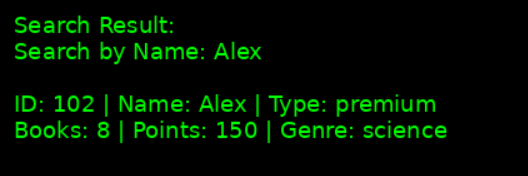 Search Result:
Search by Name: Alex
ID: 102 | Name: Alex | Type: premium
Books: 8 | Points: 150 | Genre: science